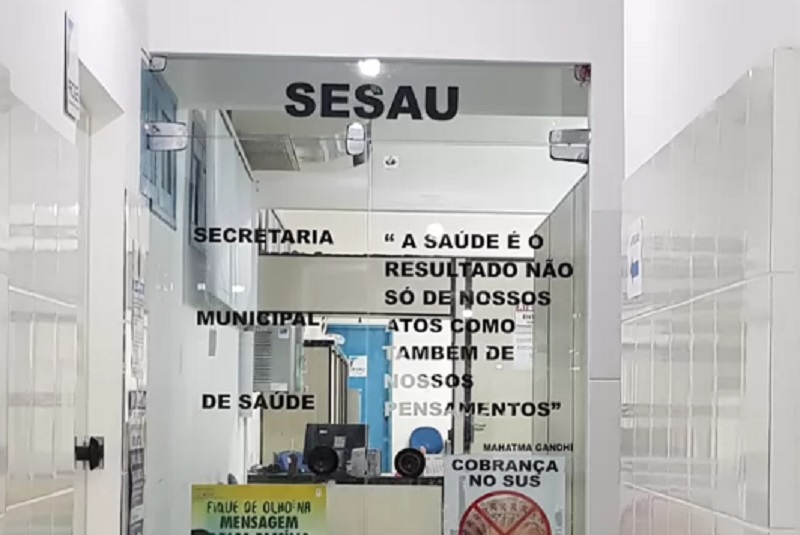 SESAU
SECRETARIA
MUNICIPAL
DE SAÚDE
“ A SAÚDE É O
RESULTADO NÃO
SÓ DE NOSSOS
ATOS COMO
TAMBÉM DE
NOSSOS
PENSAMENTOS”
MAHATMA GANDHI
COBRANÇA
NO SUS
FIQUE DE OLHO NA
MENSAGEM